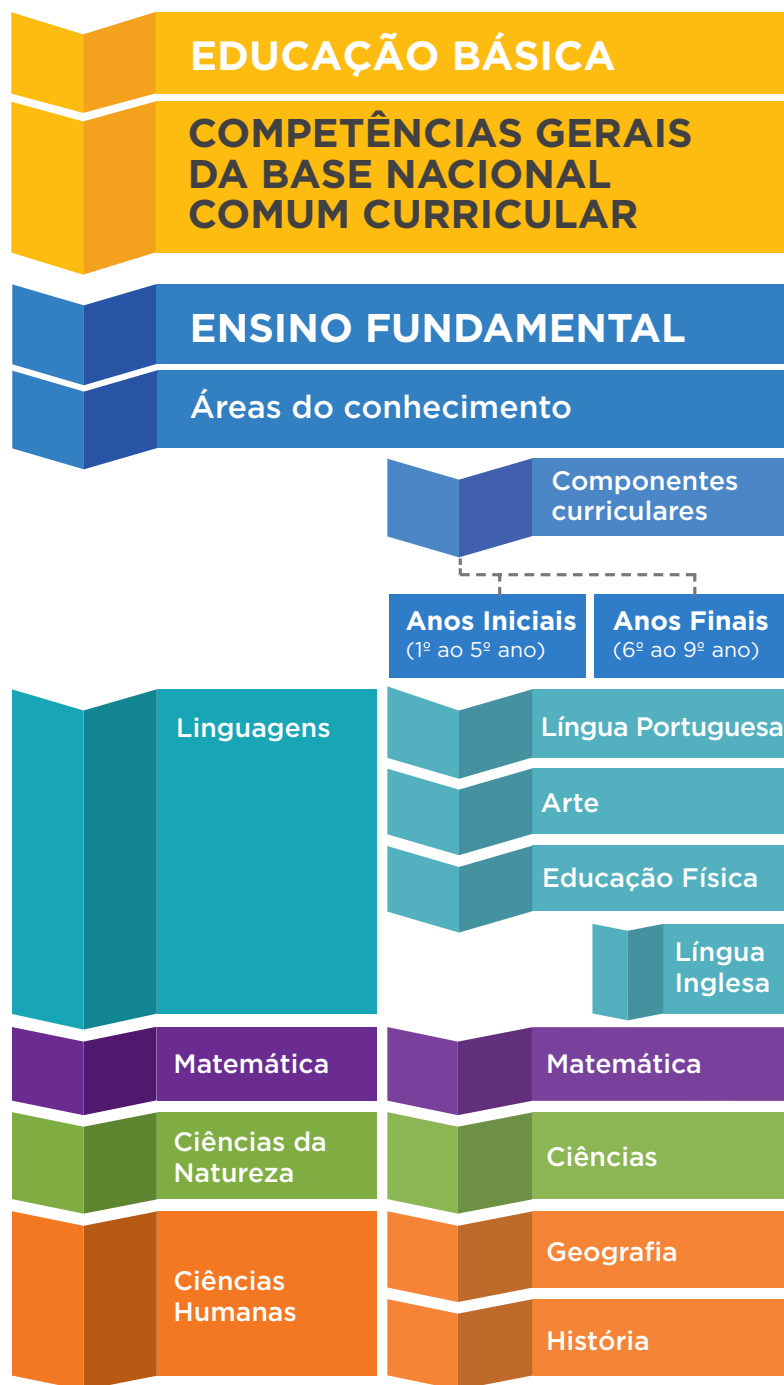 EDUCAÇÃO BÁSICA
COMPETÊNCIAS GERAIS
DA BASE NACIONAL
COMUM CURRICULAR
ENSINO FUNDAMENTAL
Áreas do conhecimento
Componentes
curriculares
Anos Iniciais
(1º ao 5º ano)
Anos Finais
(6º ao 9º ano)
Linguagens
Língua Portuguesa
Arte
Educação Física
Língua
Inglesa
Matemática
Matemática
Ciências da
Natureza
Ciências
Ciências
Humanas
Geografia
História